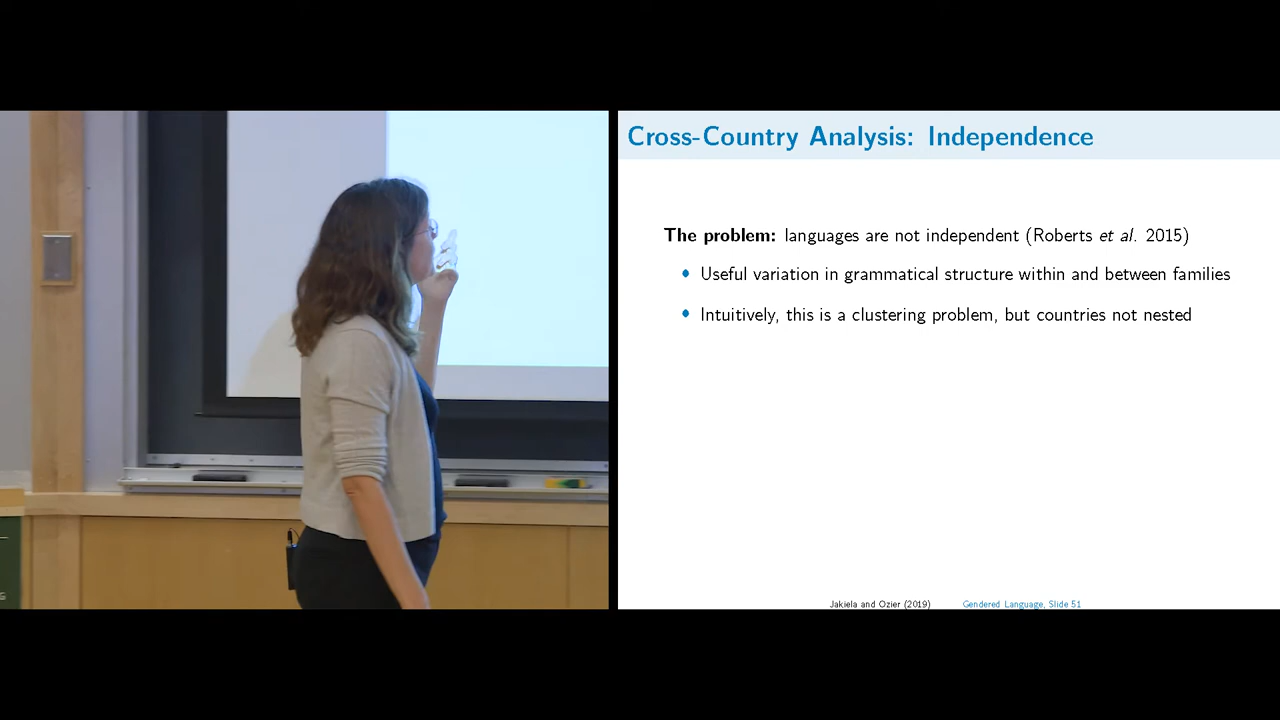 Cross-Country Analysis: Independence
The problem: languages are not independent (Roberts et al. 2015)
• Useful variation in grammatical structure within and between families
• Intuitively, this is a clustering problem, but countries not nested
Jakiela and Ozier (2019) Gendered Language, Slide 51